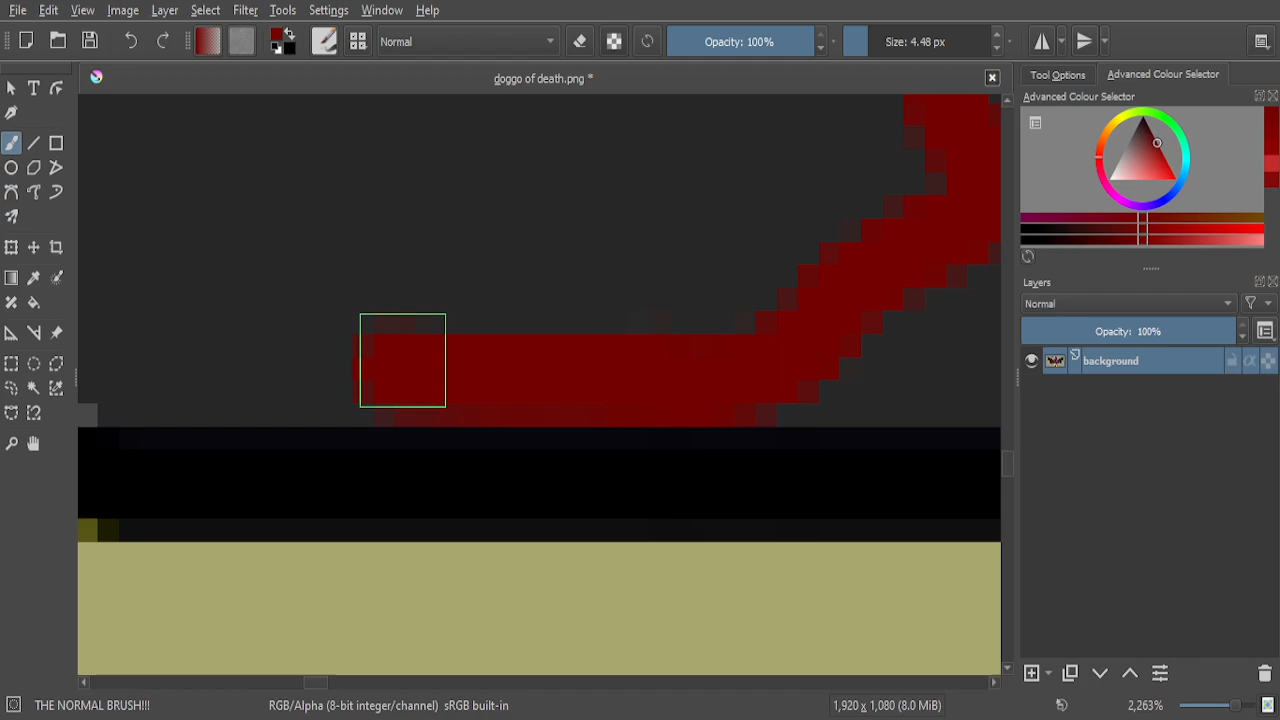 File Edit View Image Layer Select Filter Tools Settings Window Help
Normal Opacity: 100% Size: 4.48 px
doggo of death.png *
Tool Options Advanced Colour Selector
Advanced Colour Selector
Layers
Normal
Opacity: 100%
background
THE NORMAL BRUSH!!! RGB/Alpha (8-bit integer/channel) sRGB built-in 1,920 x 1,080 (8.0 MiB) 2,263%